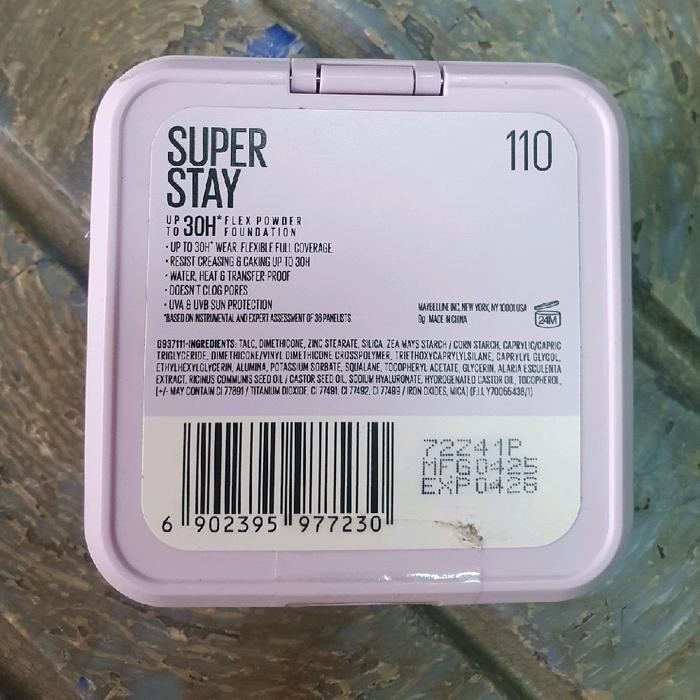 SUPER
STAY
110
UP TO 30H* FLEX POWDER FOUNDATION
• UP TO 30H* WEAR. FLEXIBLE FULL COVERAGE.
• RESIST CREASING & CAKING UP TO 30H
• WATER, HEAT & TRANSFER-PROOF
• DOESN'T CLOG PORES
• UVA & UVB SUN PROTECTION
*BASED ON INSTRUMENTAL AND EXPERT ASSESSMENT OF 36 PANELISTS.
MAYBELLINE INC, NEW YORK, NY 10001 USA
9g MADE IN CHINA
24M
G937111-INGREDIENTS: TALC, DIMETHICONE, ZINC STEARATE, SILICA, ZEA MAYS STARCH / CORN STARCH, CAPRYLIC/CAPRIC
TRIGLYCERIDE, DIMETHICONE/VINYL DIMETHICONE CROSSPOLYMER, TRIETHOXYCAPRYLYLSILANE, CAPRYLYL GLYCOL,
ETHYLHEXYLGLYCERIN, ALUMINA, POTASSIUM SORBATE, SQUALANE, TOCOPHERYL ACETATE, GLYCERIN, ALARIA ESCULENTA
EXTRACT, RICINUS COMMUNIS SEED OIL / CASTOR SEED OIL, SODIUM HYALURONATE, HYDROGENATED CASTOR OIL, TOCOPHEROL,
[+/- MAY CONTAIN CI 77891 / TITANIUM DIOXIDE, CI 77491, CI 77492, CI 77499 / IRON OXIDES, MICA] (F.I.L Y70056438/1)
72Z41P
MFG0425
EXP0428
6 902395 977230